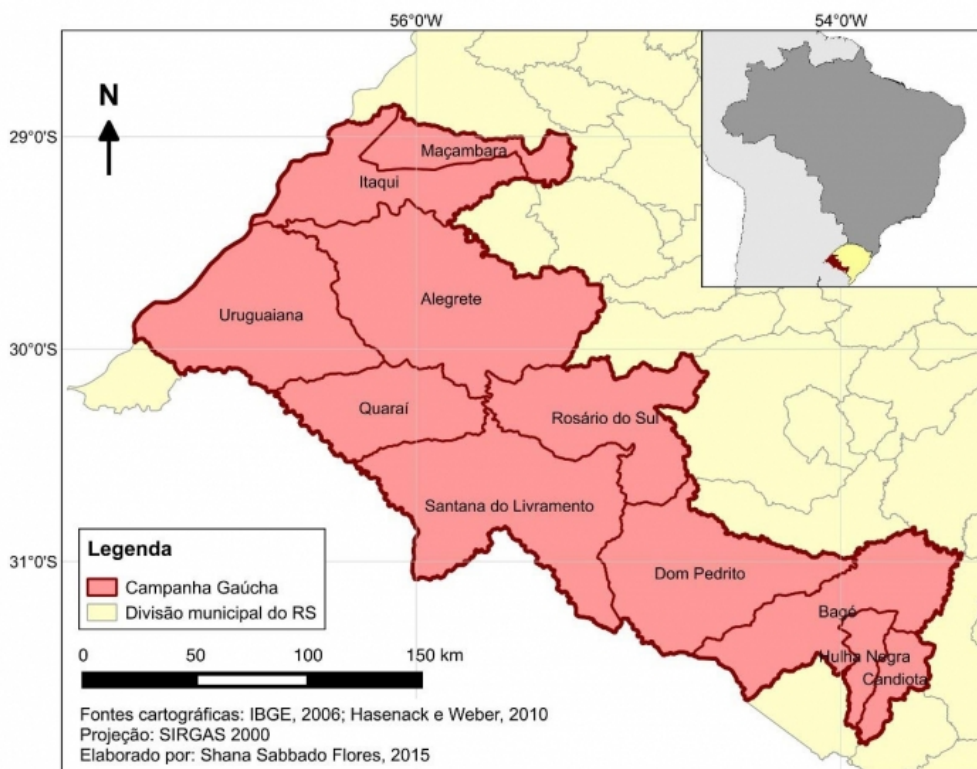 56°0'W
54°0'W
N
29°0'S
Maçambara
Itaqui
Alegrete
Uruguaiana
30°0'S
Quaraí
Rosário do Sul
Santana do Livramento
31°0'S
Legenda
Campanha Gaúcha
Divisão municipal do RS
Dom Pedrito
Bagé
Hulha Negra
Candiota
0 50 100 150 km
Fontes cartográficas: IBGE, 2006; Hasenack e Weber, 2010
Projeção: SIRGAS 2000
Elaborado por: Shana Sabbado Flores, 2015